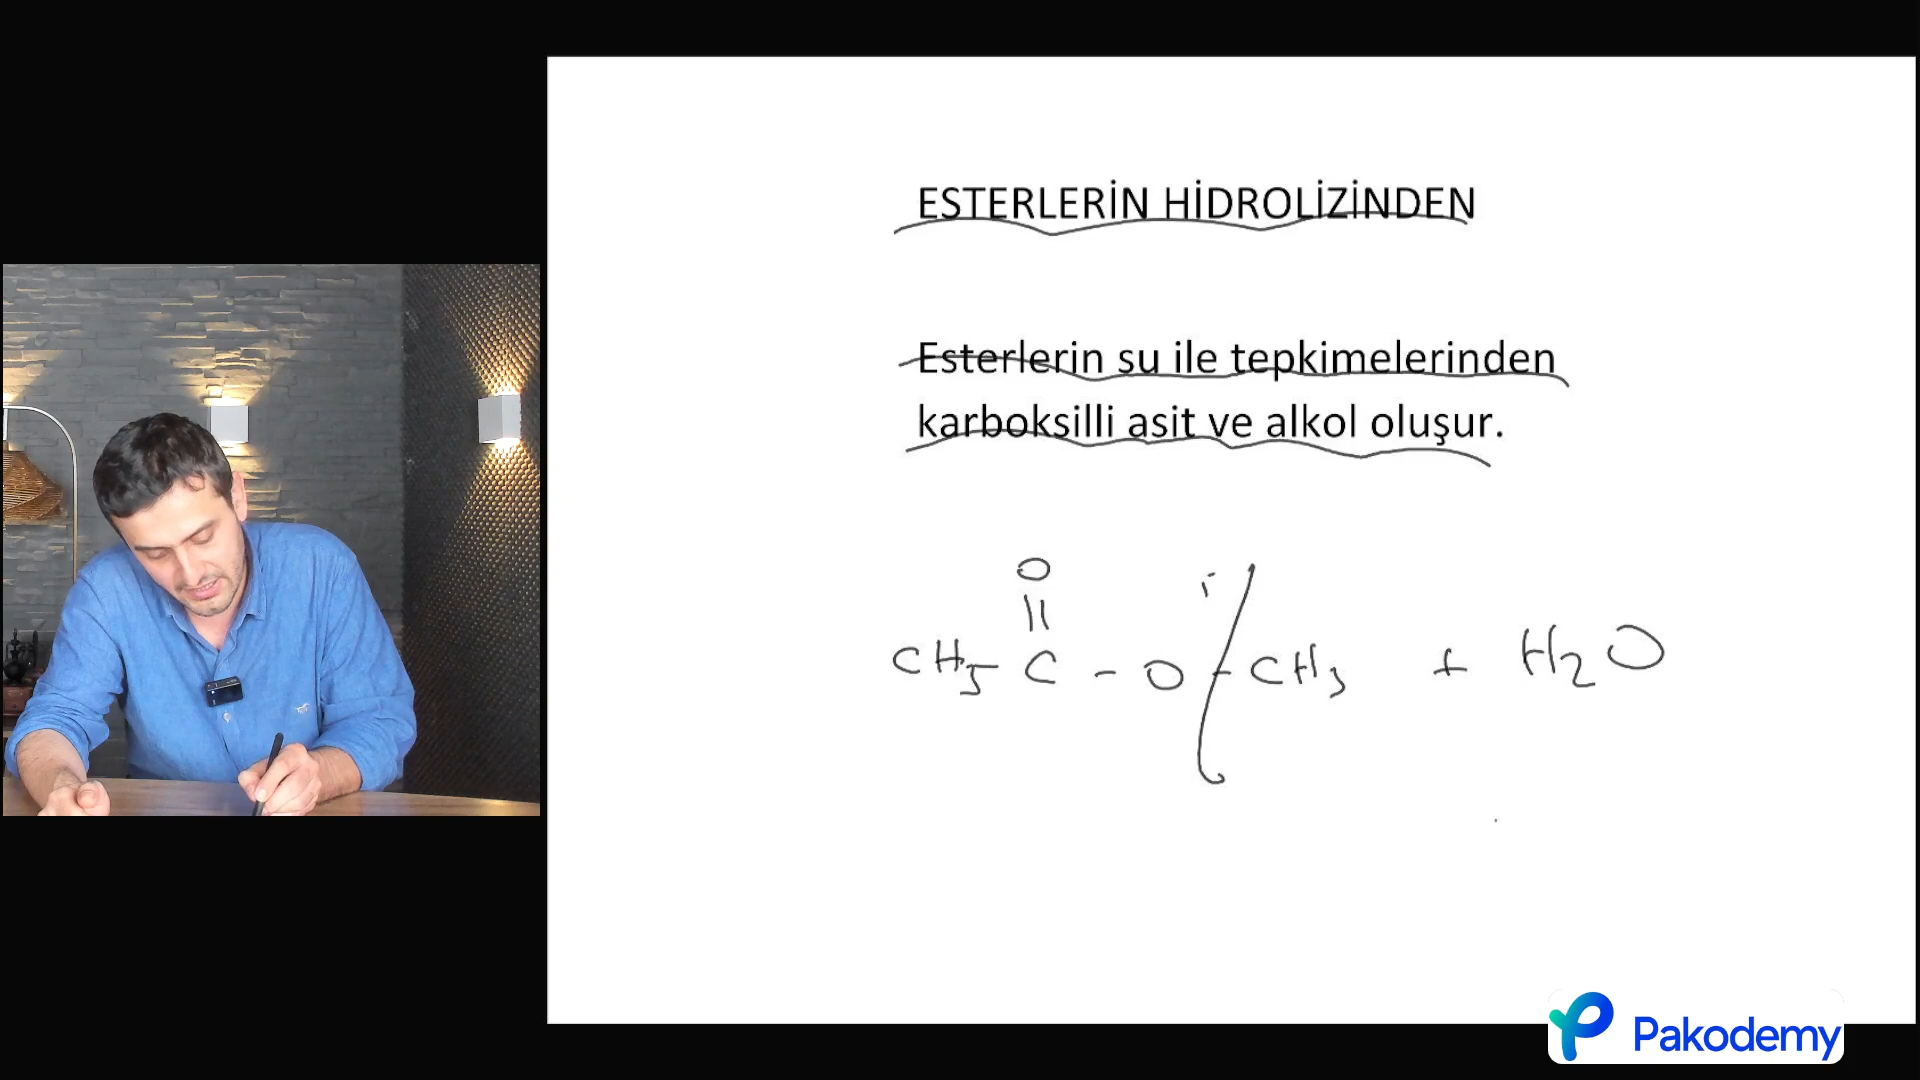 ESTERLERİN HİDROLİZİNDEN
Esterlerin su ile tepkimelerinden
karboksilli asit ve alkol oluşur.
O
||
CH3-C-O-CH3 + H2O
Pakodemy